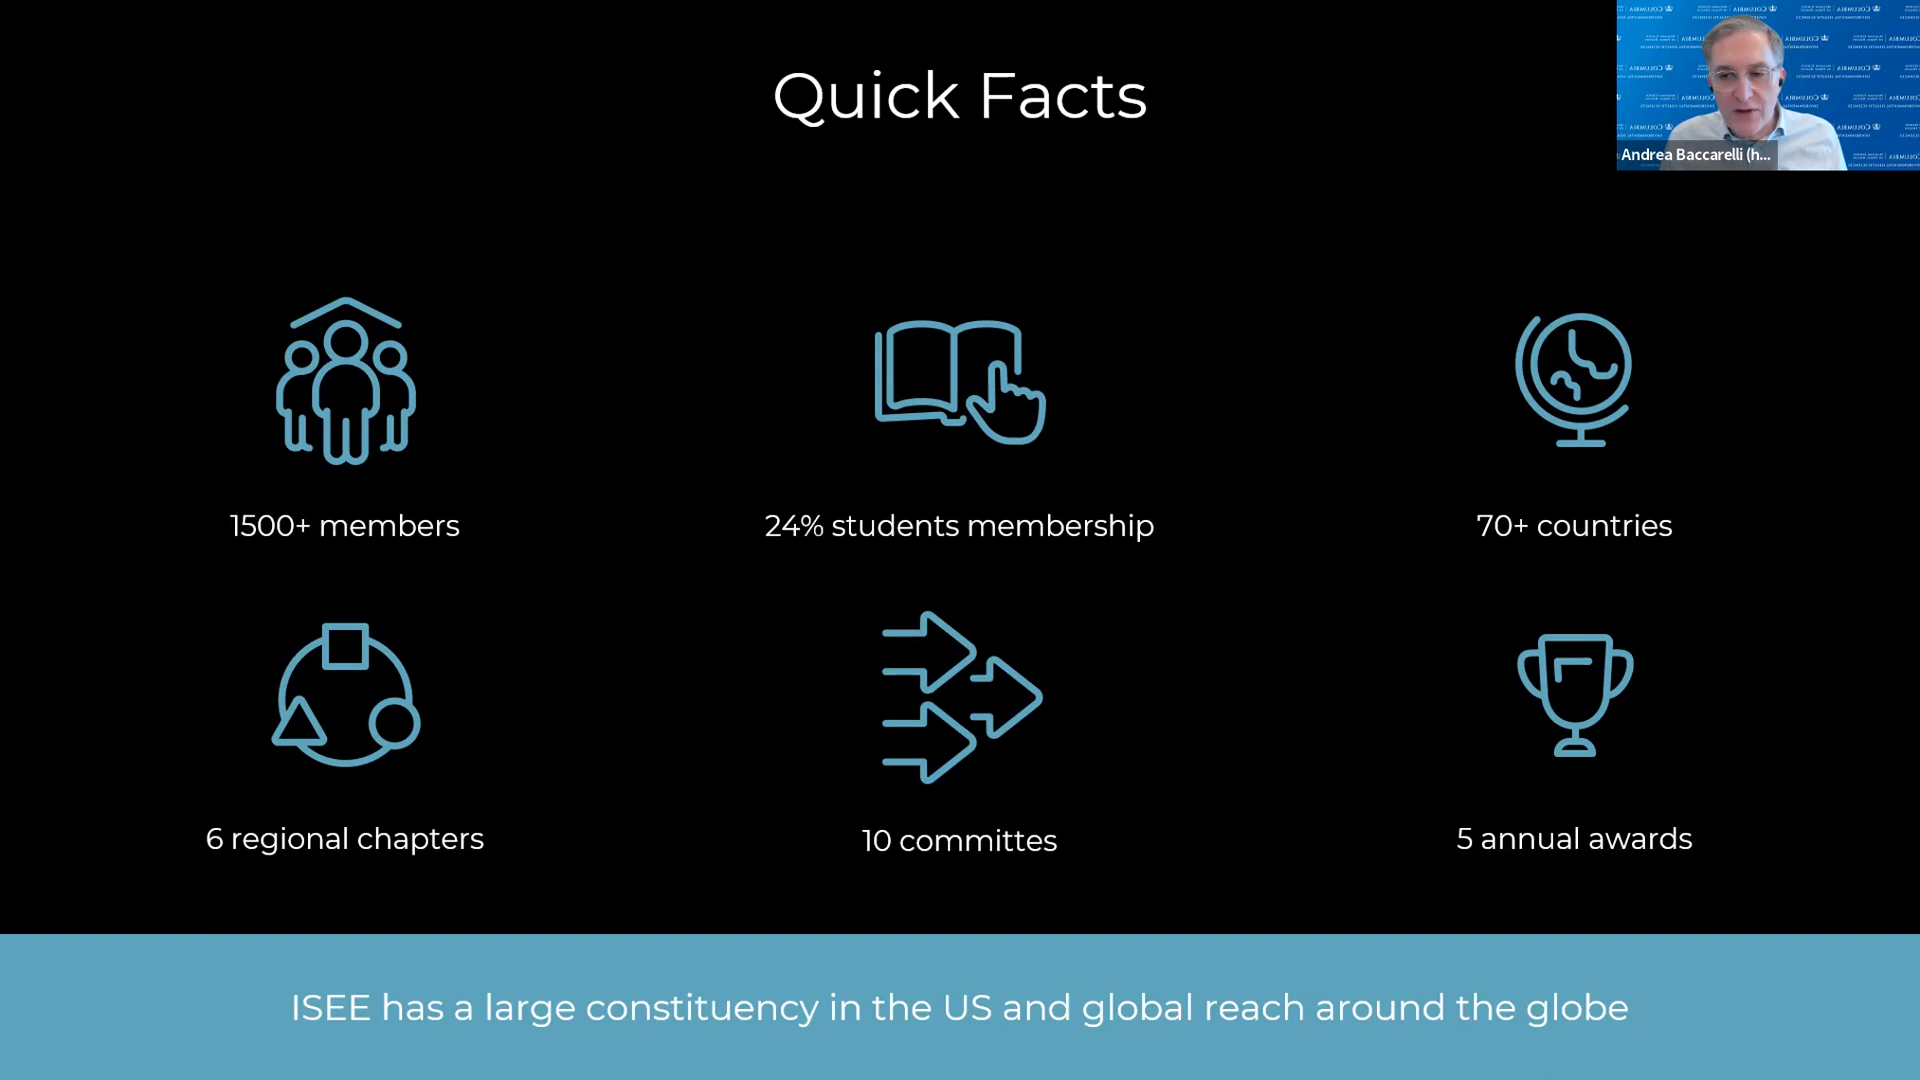 Quick Facts
Andrea Baccarelli (h...
1500+ members
24% students membership
70+ countries
6 regional chapters
10 committes
5 annual awards
ISEE has a large constituency in the US and global reach around the globe